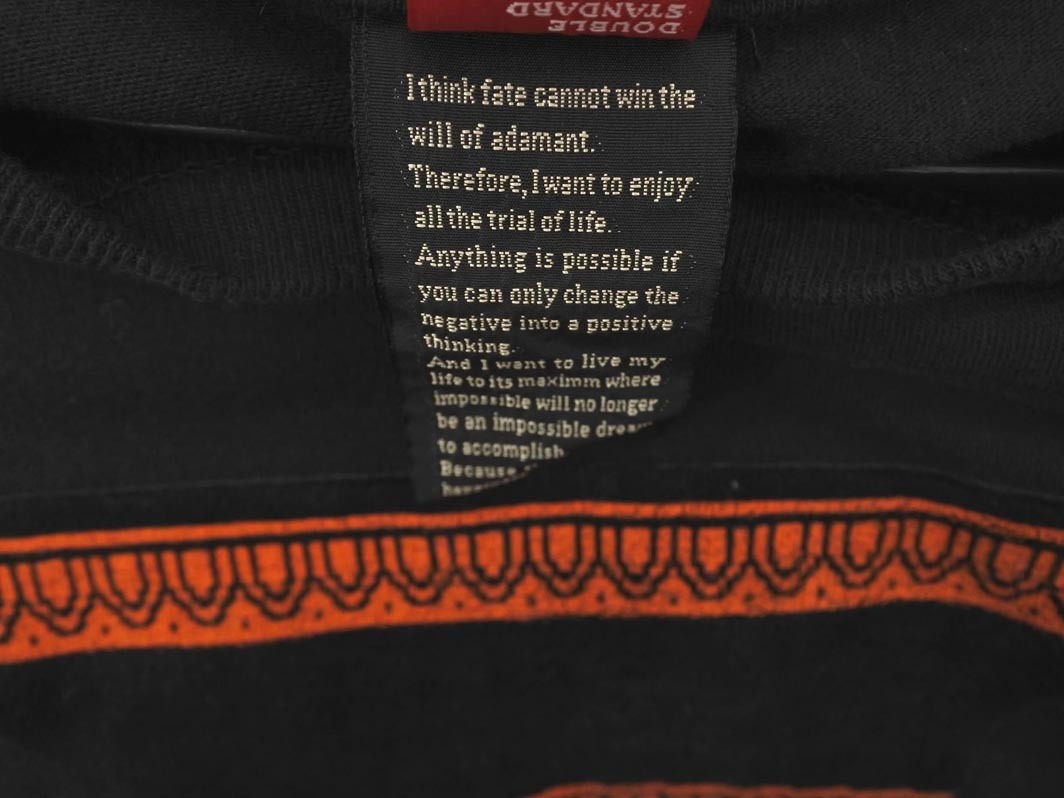 DOUBLE
STANDARD
I think fate cannot win the
will of adamant.
Therefore, I want to enjoy
all the trial of life.
Anything is possible if
you can only change the
negative into a positive
thinking.
And I want to live my
life to its maximm where
impossible will no longer
be an impossible
to accomplish
Because